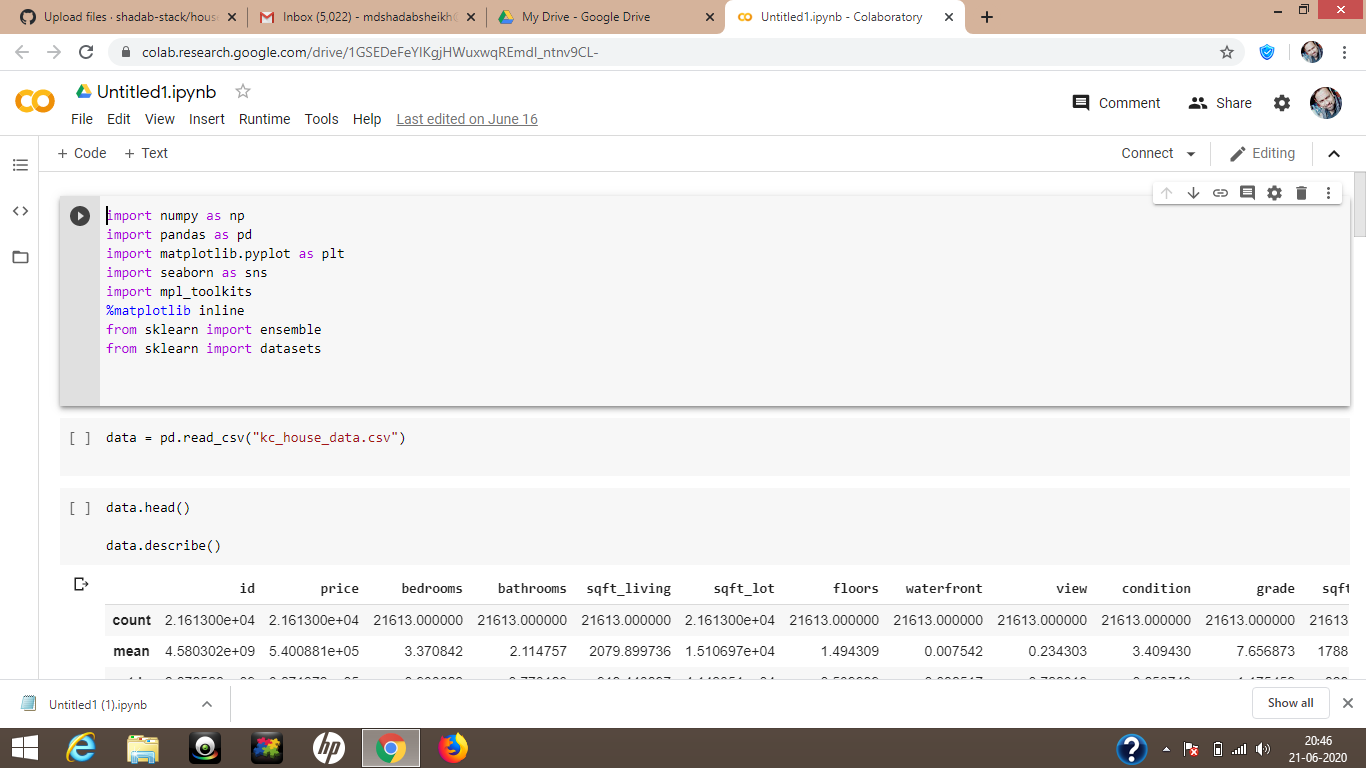 Upload files · shadab-stack/hous
Inbox (5,022) - mdshadabsheikh
My Drive - Google Drive
Untitled1.ipynb - Colaboratory
colab.research.google.com/drive/
Untitled1.ipynb
Comment
Share
File Edit View Insert Runtime Tools Help Last edited on June 16
+ Code + Text
Connect
Editing
import numpy as np
import pandas as pd
import matplotlib.pyplot as plt
import seaborn as sns
import mpl_toolkits
%matplotlib inline
from sklearn import ensemble
from sklearn import datasets
[ ] data = pd.read_csv("kc_house_data.csv")
[ ] data.head()
data.describe()
id price bedrooms bathrooms sqft_living sqft_lot floors waterfront view condition grade sqft
count 2.161300e+04 2.161300e+04 21613.000000 21613.000000 21613.000000 2.161300e+04 21613.000000 21613.000000 21613.000000 21613.000000 21613.000000 21613
mean 4.580302e+09 5.400881e+05 3.370842 2.114757 2079.899736 1.510697e+04 1.494309 0.007542 0.234303 3.409430 7.656873 1788
Untitled1 (1).ipynb
Show all
hp
?
20:46
21-06-2020